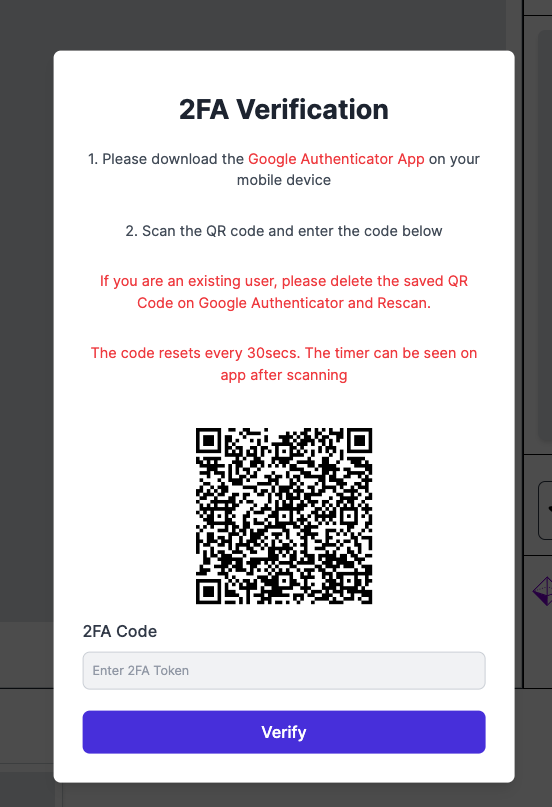 2FA Verification
1. Please download the Google Authenticator App on your
mobile device
2. Scan the QR code and enter the code below
If you are an existing user, please delete the saved QR
Code on Google Authenticator and Rescan.
The code resets every 30secs. The timer can be seen on
app after scanning
2FA Code
Enter 2FA Token
Verify